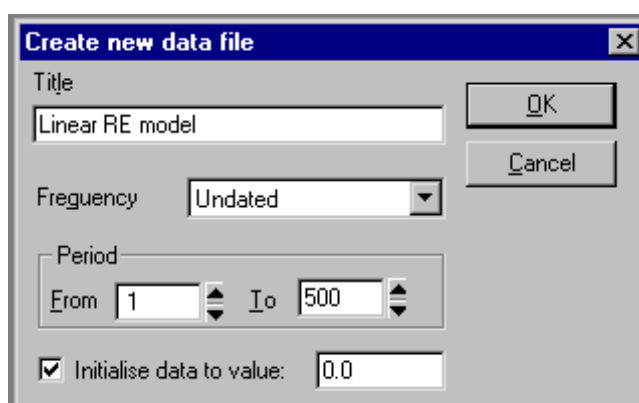 Create new data file
Title
Linear RE model
OK
Cancel
Freguency Undated
Period
From 1 To 500
Initialise data to value: 0.0